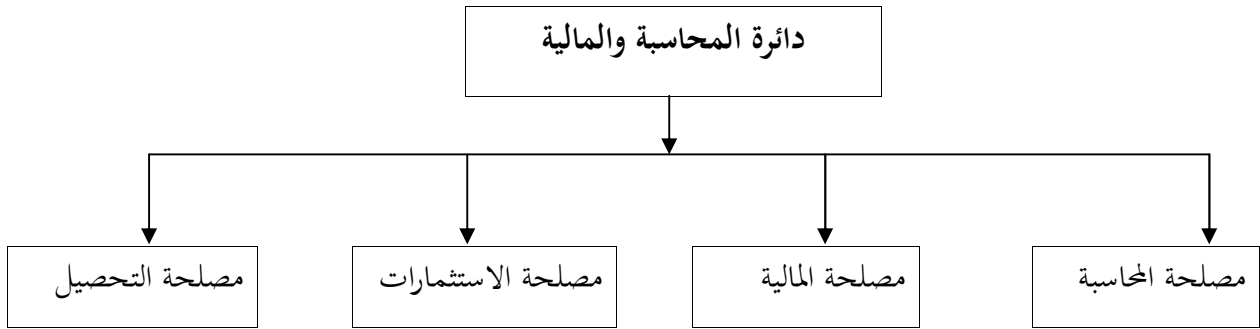 دائرة المحاسبة والمالية
مصلحة المحاسبة
مصلحة المالية
مصلحة الاستثمارات
مصلحة التحصيل